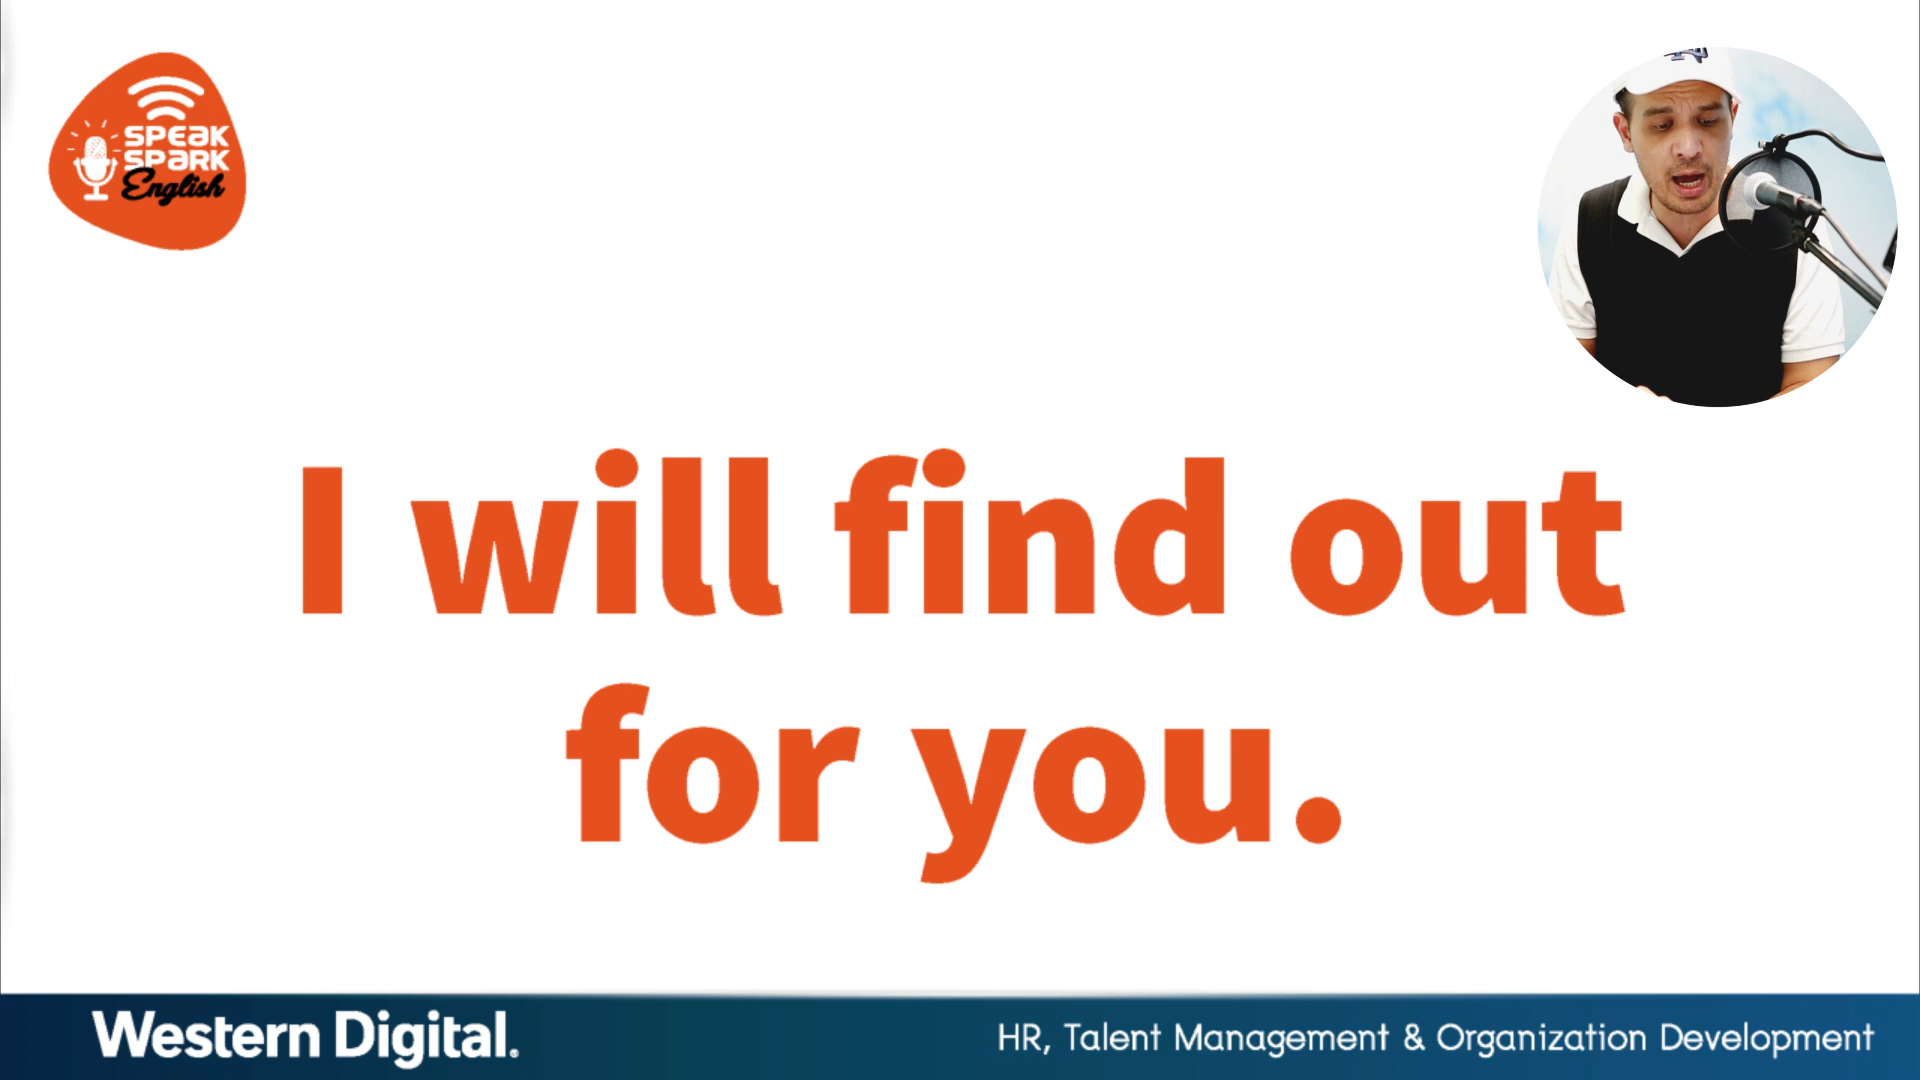 SPEAK
SPARK
English
I will find out
for you.
Western Digital.
HR, Talent Management & Organization Development